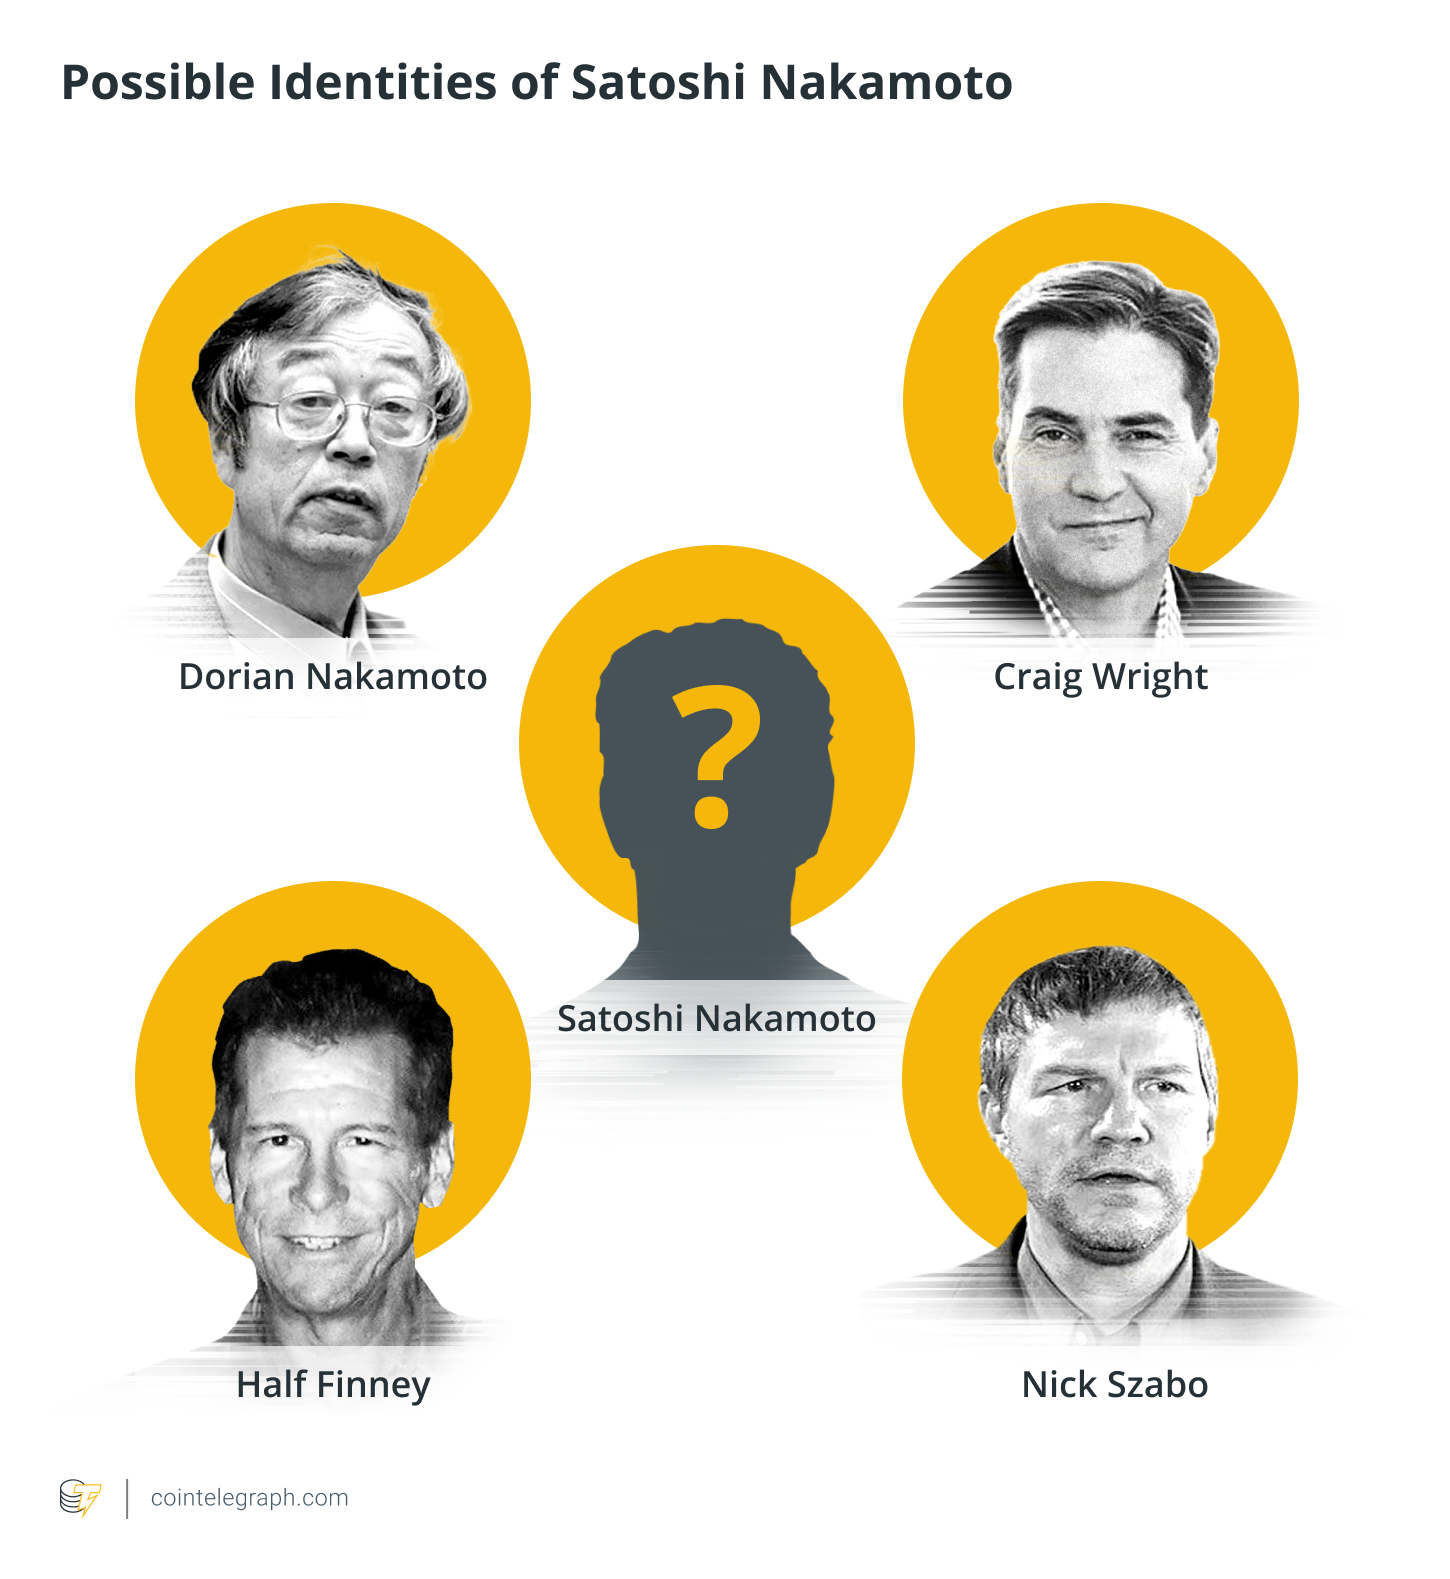 Possible Identities of Satoshi Nakamoto
Dorian Nakamoto
Craig Wright
?
Satoshi Nakamoto
Half Finney
Nick Szabo
cointelegraph.com